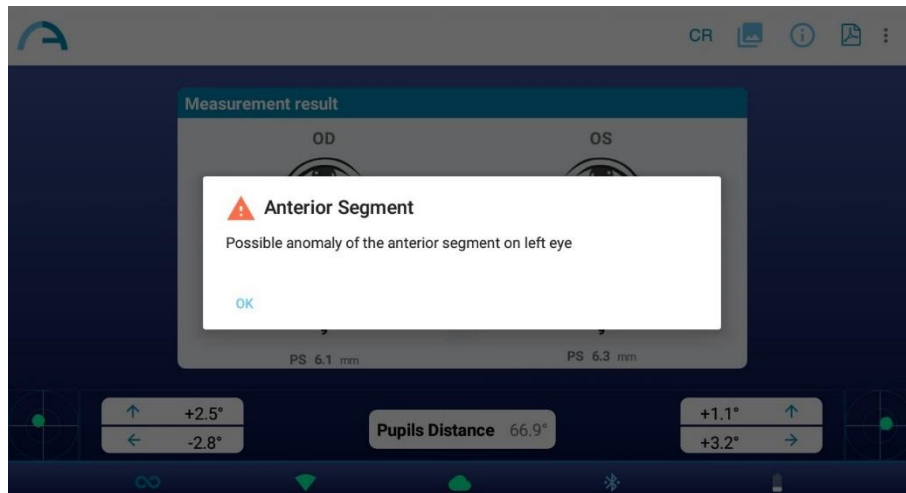 CR
Measurement result
OD OS
Anterior Segment
Possible anomaly of the anterior segment on left eye
OK
PS 6.1 mm PS 6.3 mm
+2.5°
-2.8°
Pupils Distance 66.9°
+1.1°
+3.2°